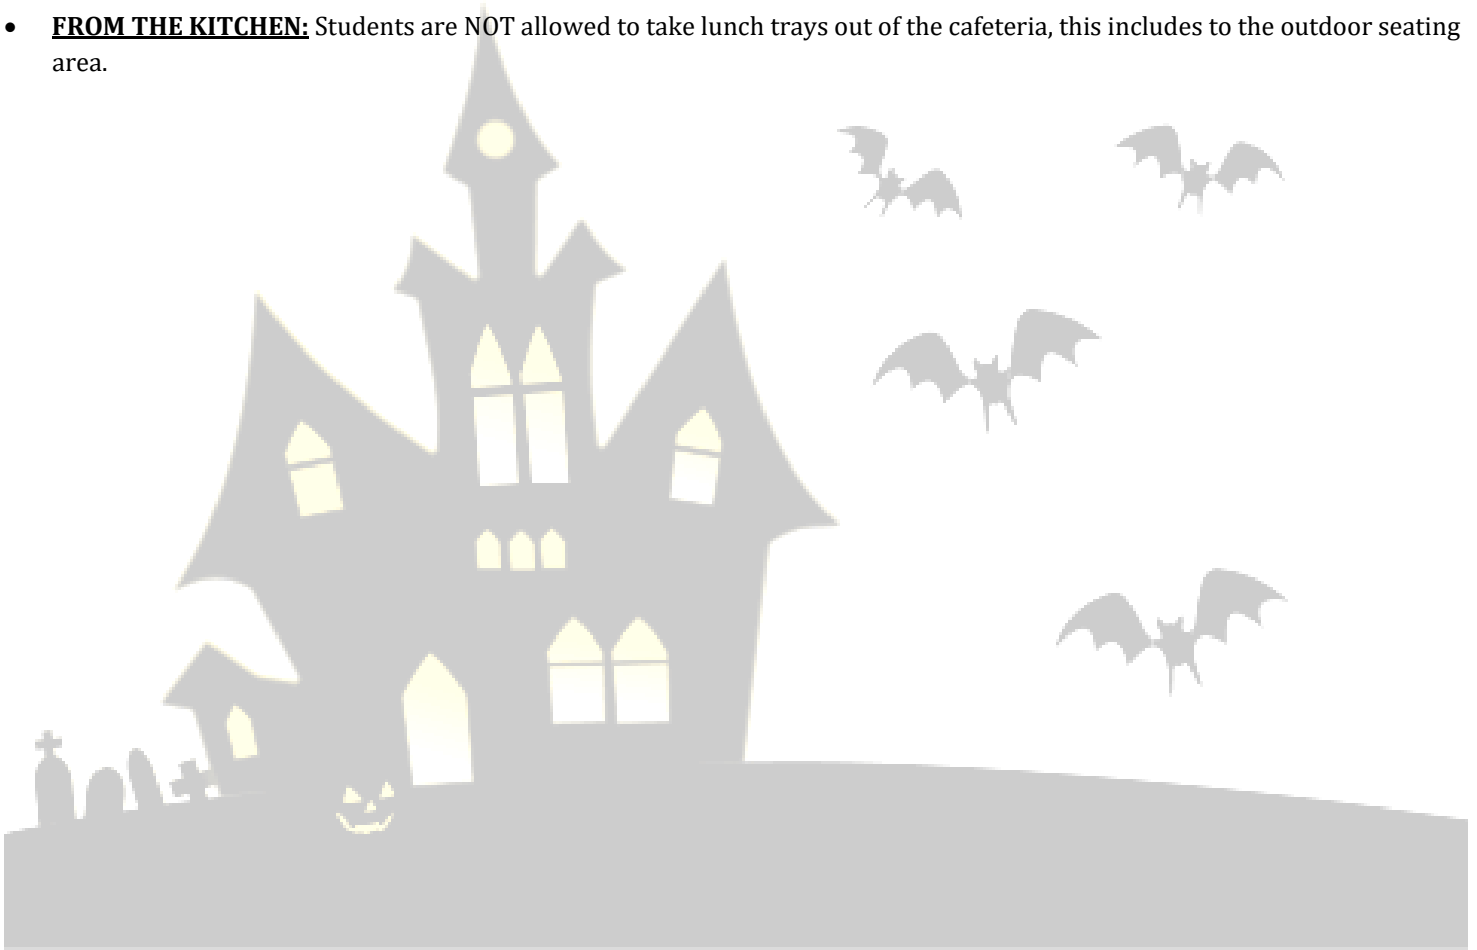 • FROM THE KITCHEN: Students are NOT allowed to take lunch trays out of the cafeteria, this includes to the outdoor seating
area.